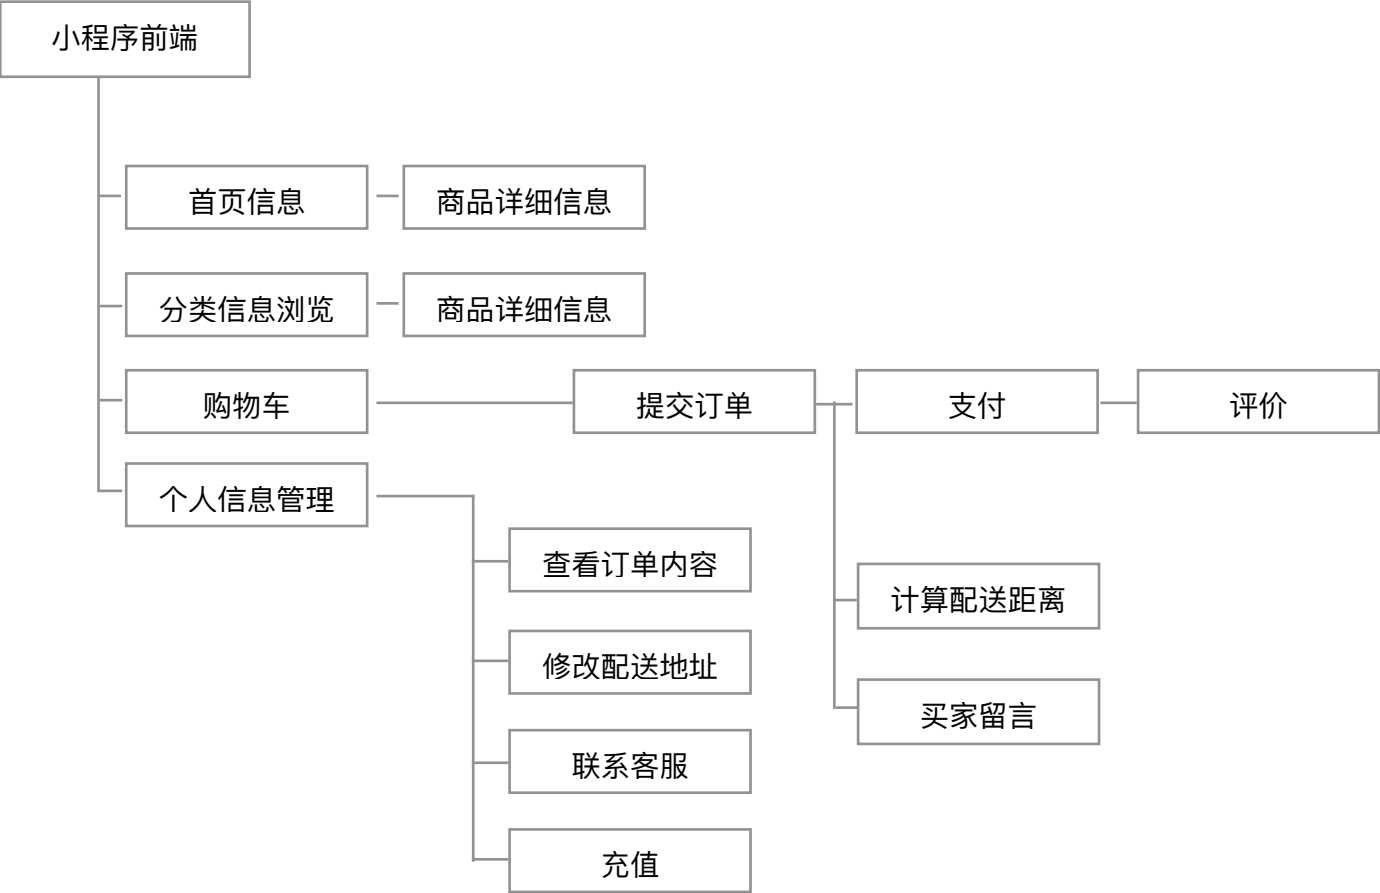 小程序前端
首页信息
商品详细信息
分类信息浏览
商品详细信息
购物车
提交订单
支付
评价
个人信息管理
查看订单内容
计算配送距离
修改配送地址
买家留言
联系客服
充值